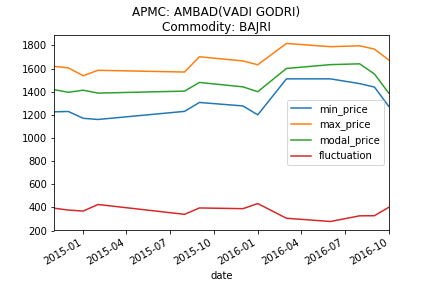 APMC: AMBAD(VADI GODRI)
Commodity: BAJRI
1800
1600
1400
1200
1000
800
600
400
200
min_price
max_price
modal_price
fluctuation
2015-01
2015-04
2015-07
2015-10
2016-01
2016-04
2016-07
2016-10
date